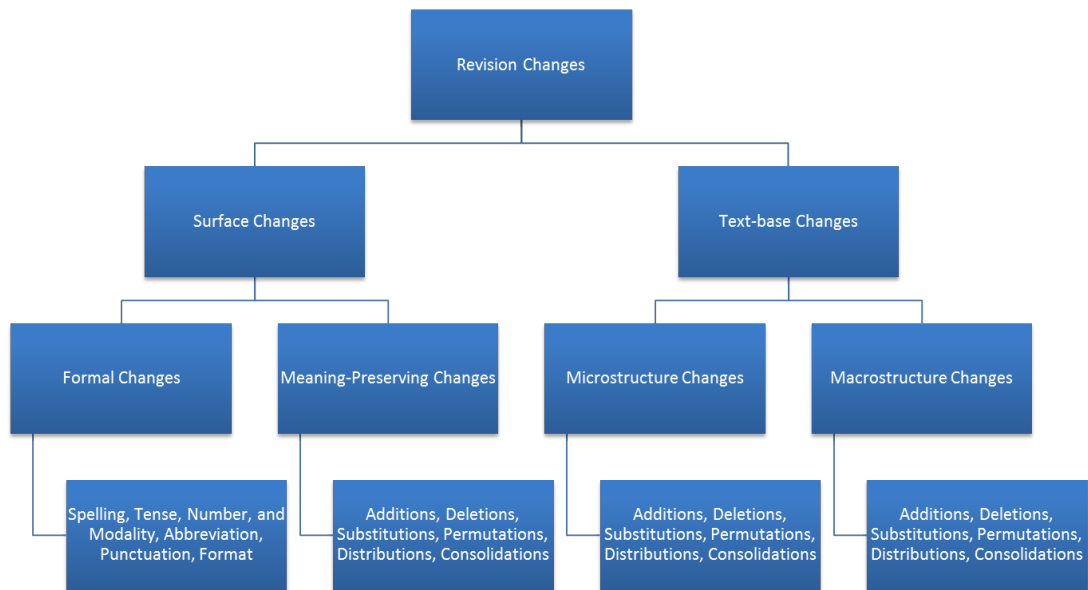 Revision Changes
Surface Changes
Text-base Changes
Formal Changes
Meaning-Preserving Changes
Microstructure Changes
Macrostructure Changes
Spelling, Tense, Number, and
Modality, Abbreviation,
Punctuation, Format
Additions, Deletions,
Substitutions, Permutations,
Distributions, Consolidations
Additions, Deletions,
Substitutions, Permutations,
Distributions, Consolidations
Additions, Deletions,
Substitutions, Permutations,
Distributions, Consolidations